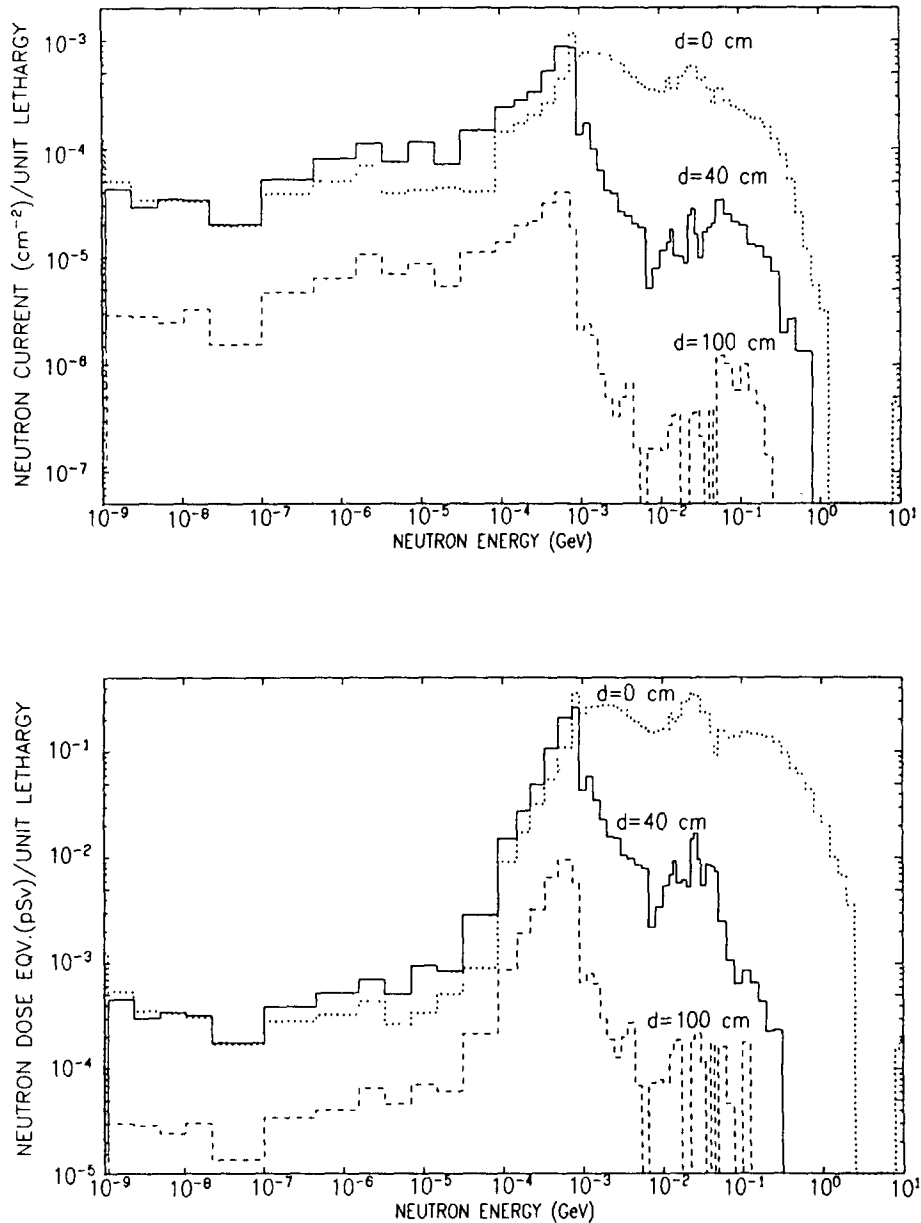 NEUTRON CURRENT (cm⁻²)/UNIT LETHARGY
10⁻³
10⁻⁴
10⁻⁵
10⁻⁶
10⁻⁷
d=0 cm
d=40 cm
d=100 cm
10⁻⁹ 10⁻⁸ 10⁻⁷ 10⁻⁶ 10⁻⁵ 10⁻⁴ 10⁻³ 10⁻² 10⁻¹ 10⁰ 10¹
NEUTRON ENERGY (GeV)
NEUTRON DOSE EQV.(pSv)/UNIT LETHARGY
10⁻¹
10⁻²
10⁻³
10⁻⁴
10⁻⁵
d=0 cm
d=40 cm
d=100 cm
10⁻⁹ 10⁻⁸ 10⁻⁷ 10⁻⁶ 10⁻⁵ 10⁻⁴ 10⁻³ 10⁻² 10⁻¹ 10⁰ 10¹
NEUTRON ENERGY (GeV)